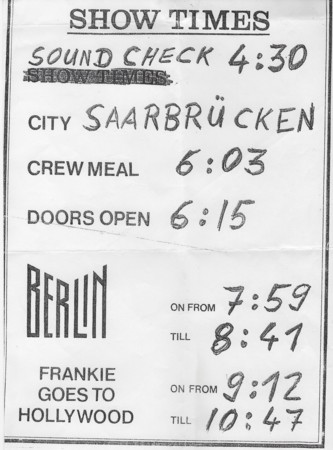 SHOW TIMES
SOUND CHECK 4:30
SHOW TIMES
CITY SAARBRÜCKEN
CREW MEAL 6:03
DOORS OPEN 6:15
BERLIN
ON FROM 7:59
TILL 8:41
FRANKIE
GOES TO
HOLLYWOOD
ON FROM 9:12
TILL 10:47